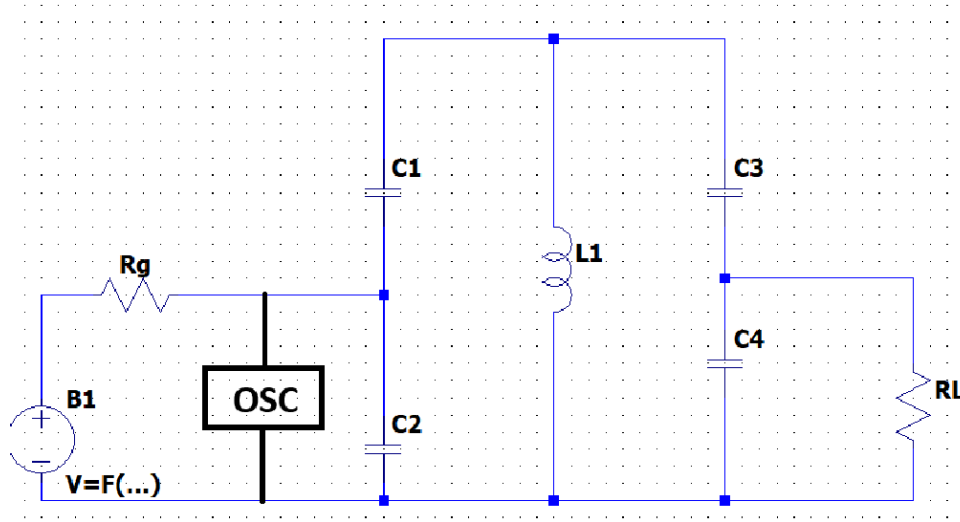 C1
C3
L1
Rg
C4
B1
OSC
RL
C2
V=F(...)